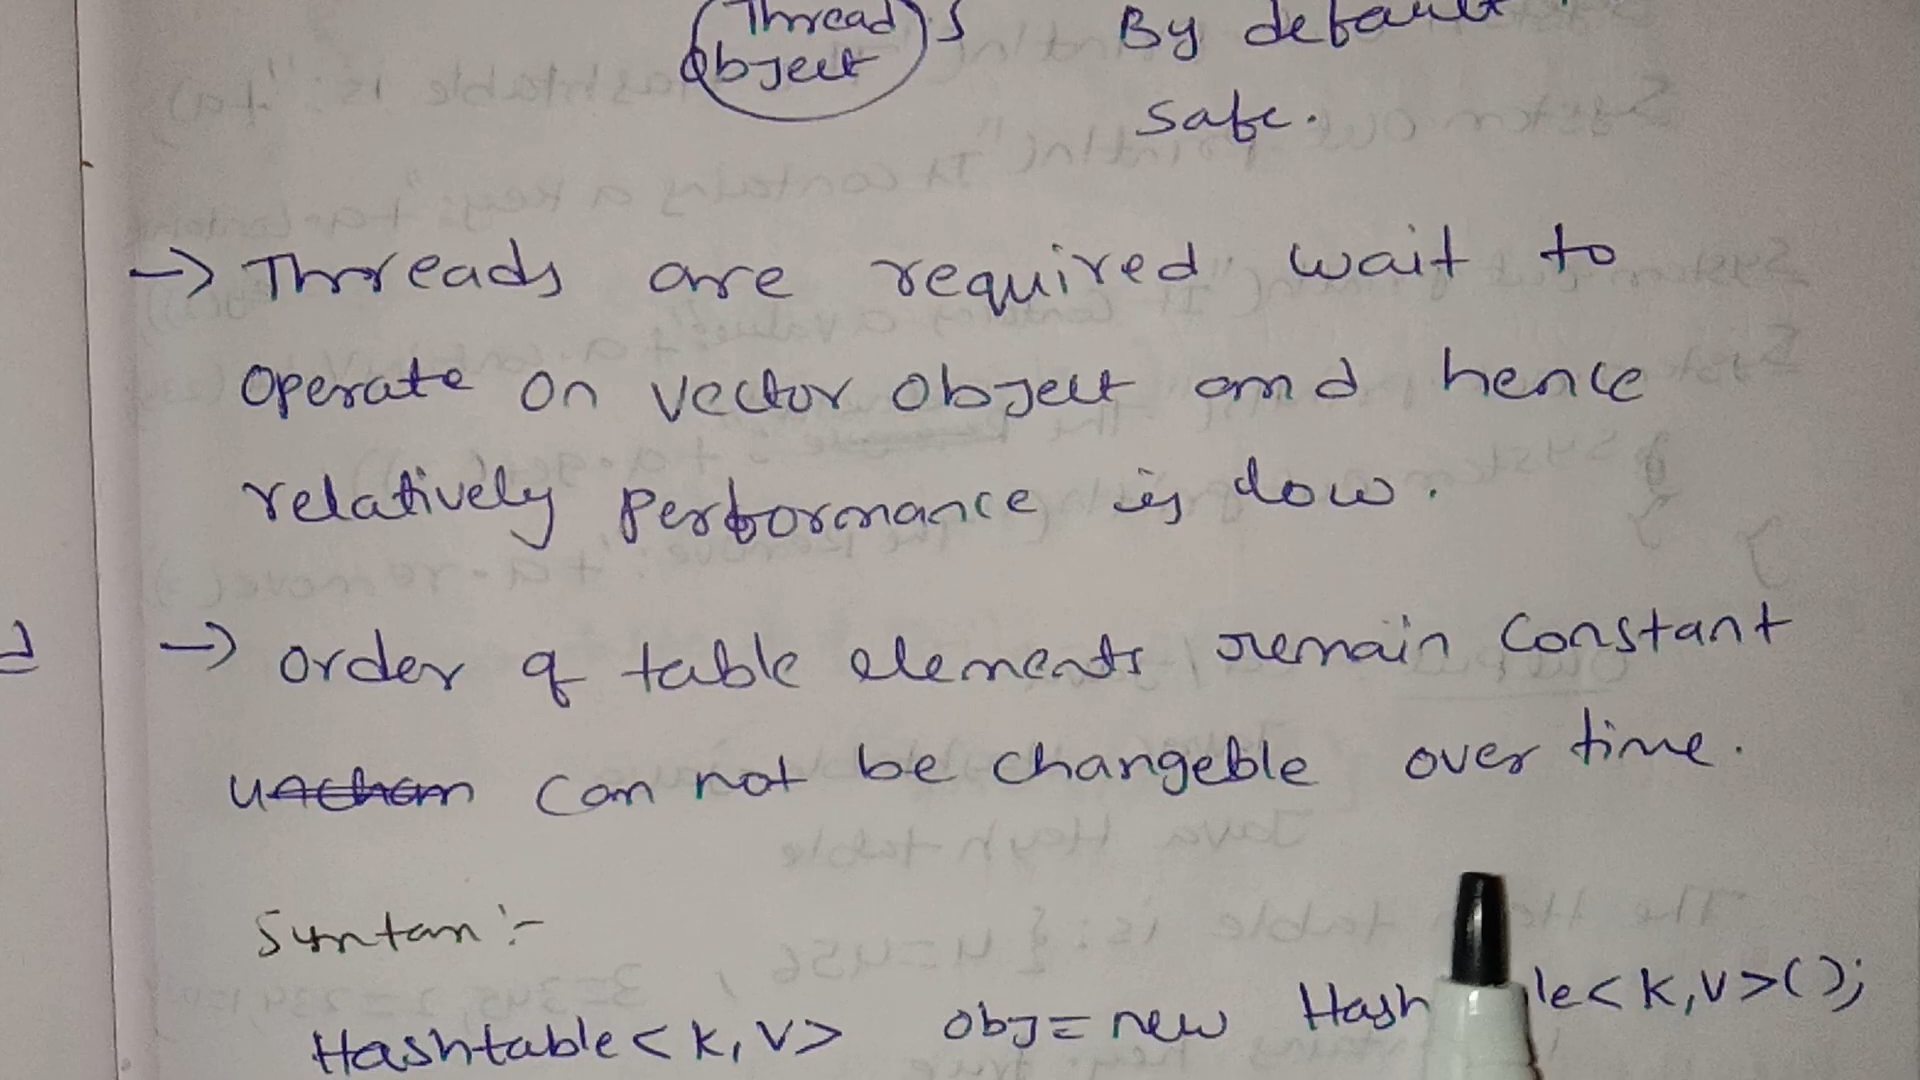 Thread } By default
Object
safe.
→ Threads are required wait to
operate on vector object and hence
relatively performance is low.
→ order of table elements remain constant
can not be changeble over time.
Syntax :-
Hashtable<K,V> obj = new Hash le<K,V>();